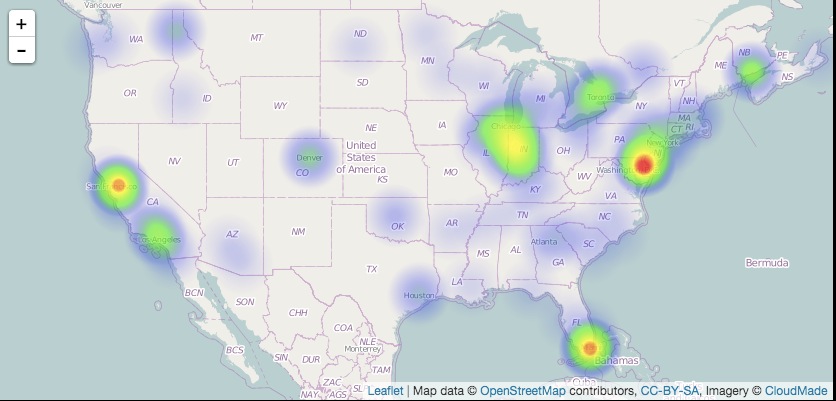 Vancouver
+
-
WA
MT
ND
MN
ME
NB
PE
NS
OR
ID
SD
WI
MI
Toronto
VT
NH
NY
WY
IA
Chicago
MA
CT RI
NE
NV
UT
Denver
CO
United
States
of America
IL
IN
OH
PA
New York
NJ
KS
MO
WV
Washington
San Francisco
CA
KY
VA
Los Angeles
AZ
NM
OK
AR
TN
NC
Atlanta
SC
MS
AL
GA
TX
Houston
LA
Bermuda
BCN
SON
CHH
FL
COA
NLE
Monterrey
BCS
SIN
DUR
TAM
Bahamas
ZAC
SLP
Cuba
NAY
AGS
Leaflet | Map data © OpenStreetMap contributors, CC-BY-SA, Imagery © CloudMade